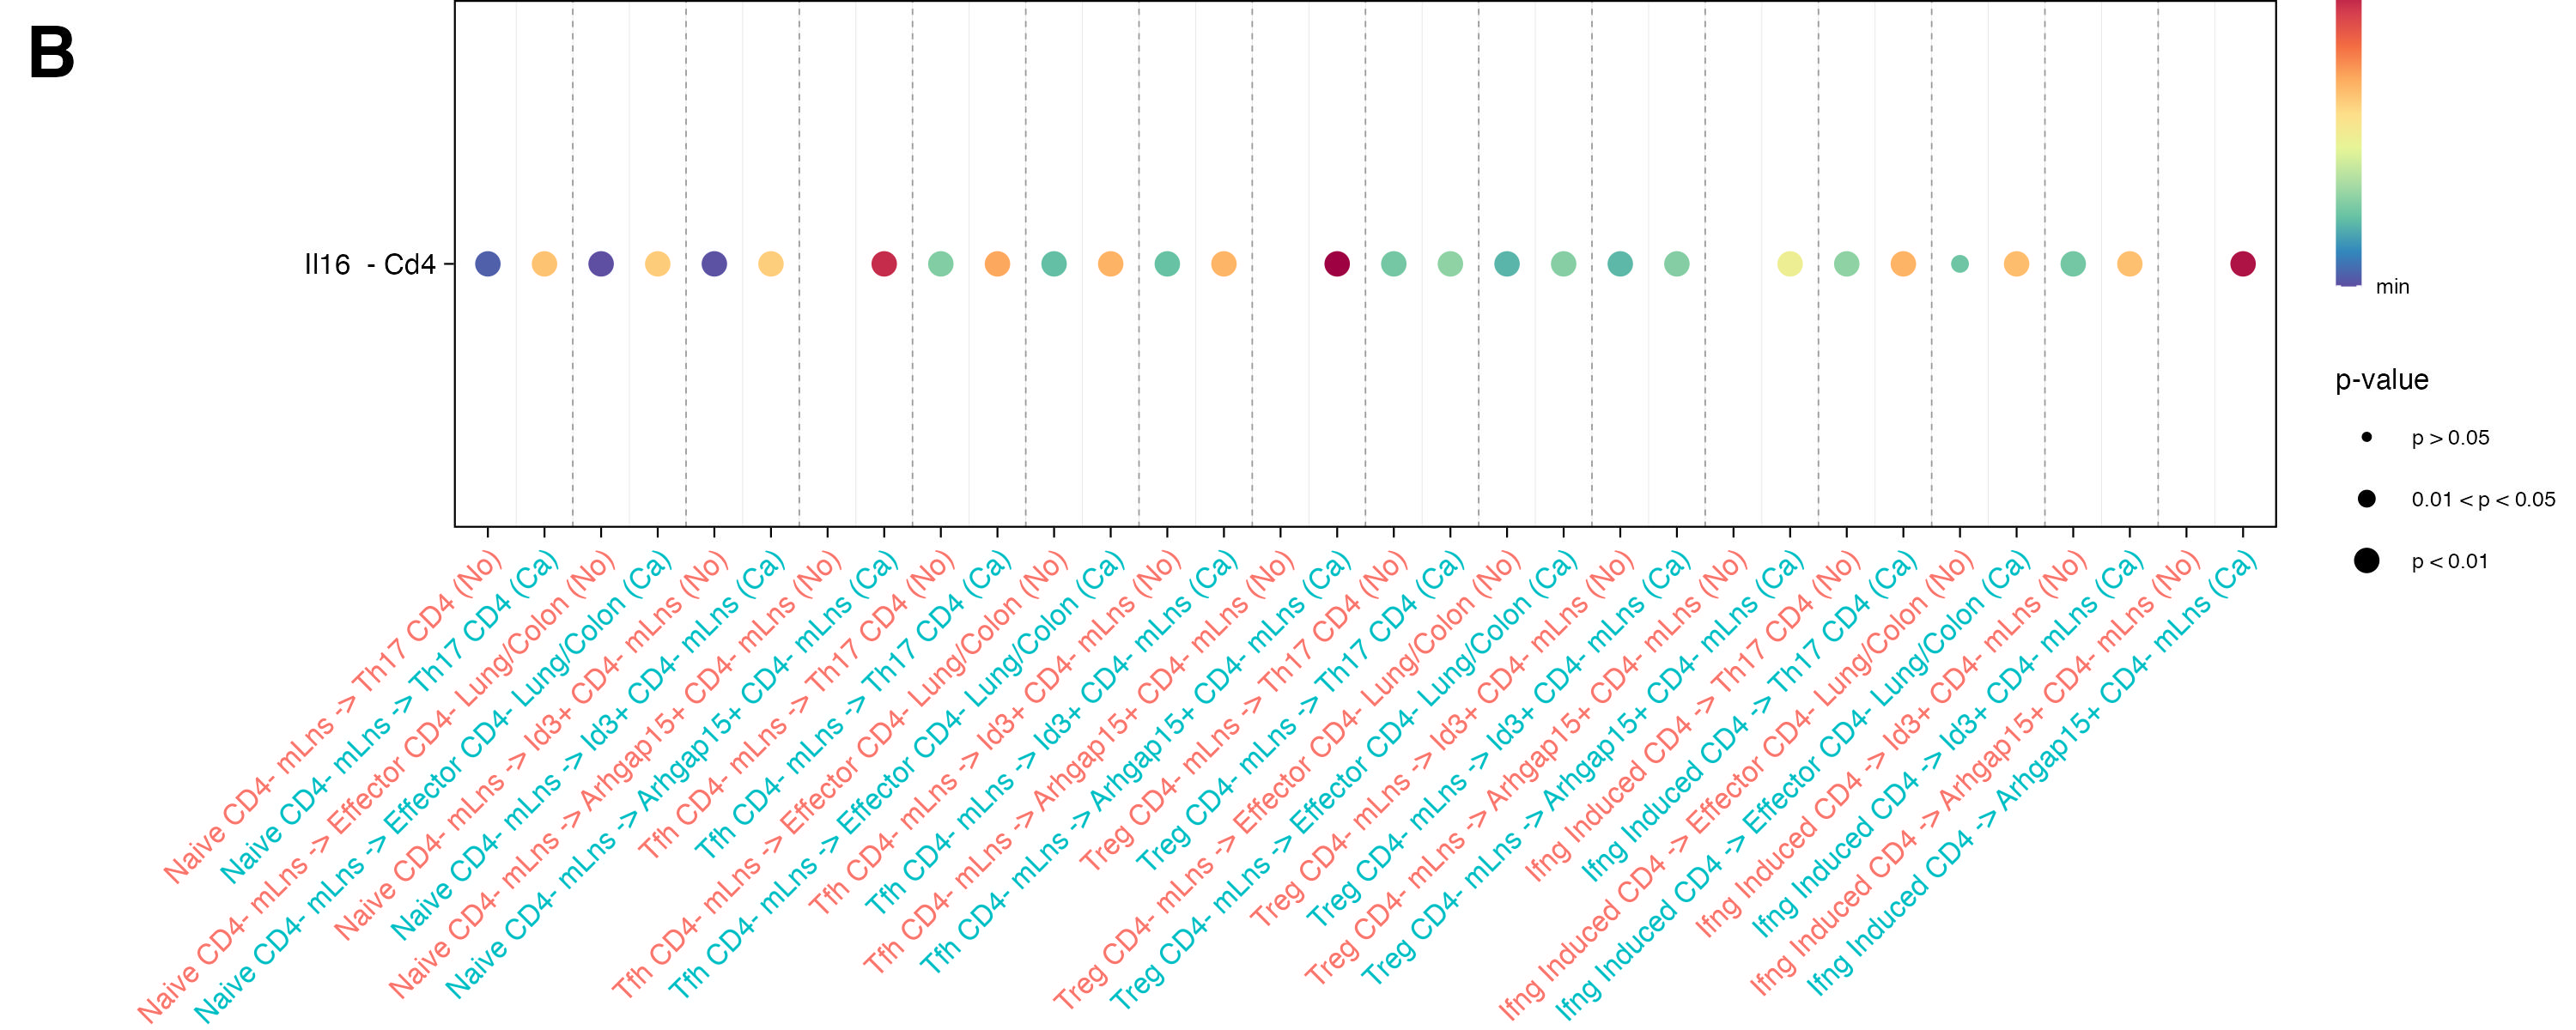 B
Il16 - Cd4
Naive CD4- mLns -> Th17 CD4 (No)
Naive CD4- mLns -> Th17 CD4 (Ca)
Naive CD4- mLns -> Effector CD4- Lung/Colon (No)
Naive CD4- mLns -> Effector CD4- Lung/Colon (Ca)
Naive CD4- mLns -> Id3+ CD4- mLns (No)
Naive CD4- mLns -> Id3+ CD4- mLns (Ca)
Naive CD4- mLns -> Arhgap15+ CD4- mLns (No)
Naive CD4- mLns -> Arhgap15+ CD4- mLns (Ca)
Tfh CD4- mLns -> Th17 CD4 (No)
Tfh CD4- mLns -> Th17 CD4 (Ca)
Tfh CD4- mLns -> Effector CD4- Lung/Colon (No)
Tfh CD4- mLns -> Effector CD4- Lung/Colon (Ca)
Tfh CD4- mLns -> Id3+ CD4- mLns (No)
Tfh CD4- mLns -> Id3+ CD4- mLns (Ca)
Tfh CD4- mLns -> Arhgap15+ CD4- mLns (No)
Tfh CD4- mLns -> Arhgap15+ CD4- mLns (Ca)
Treg CD4- mLns -> Th17 CD4 (No)
Treg CD4- mLns -> Th17 CD4 (Ca)
Treg CD4- mLns -> Effector CD4- Lung/Colon (No)
Treg CD4- mLns -> Effector CD4- Lung/Colon (Ca)
Treg CD4- mLns -> Id3+ CD4- mLns (No)
Treg CD4- mLns -> Id3+ CD4- mLns (Ca)
Treg CD4- mLns -> Arhgap15+ CD4- mLns (No)
Treg CD4- mLns -> Arhgap15+ CD4- mLns (Ca)
Ifng Induced CD4 -> Th17 CD4 (No)
Ifng Induced CD4 -> Th17 CD4 (Ca)
Ifng Induced CD4 -> Effector CD4- Lung/Colon (No)
Ifng Induced CD4 -> Effector CD4- Lung/Colon (Ca)
Ifng Induced CD4 -> Id3+ CD4- mLns (No)
Ifng Induced CD4 -> Id3+ CD4- mLns (Ca)
Ifng Induced CD4 -> Arhgap15+ CD4- mLns (No)
Ifng Induced CD4 -> Arhgap15+ CD4- mLns (Ca)
min
p-value
p > 0.05
0.01 < p < 0.05
p < 0.01